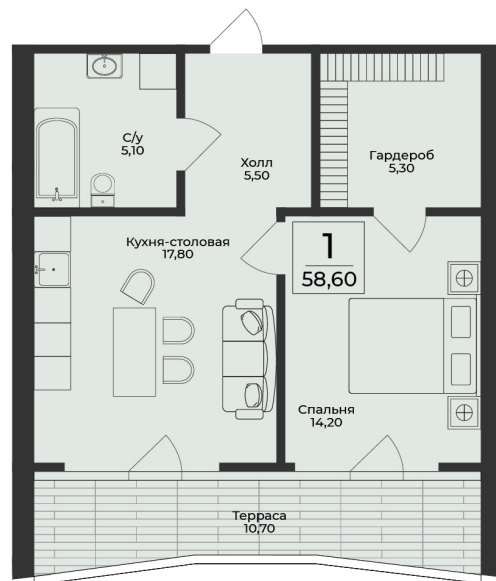 С/у
5,10
Холл
5,50
Гардероб
5,30
Кухня-столовая
17,80
1
58,60
Спальня
14,20
Терраса
10,70